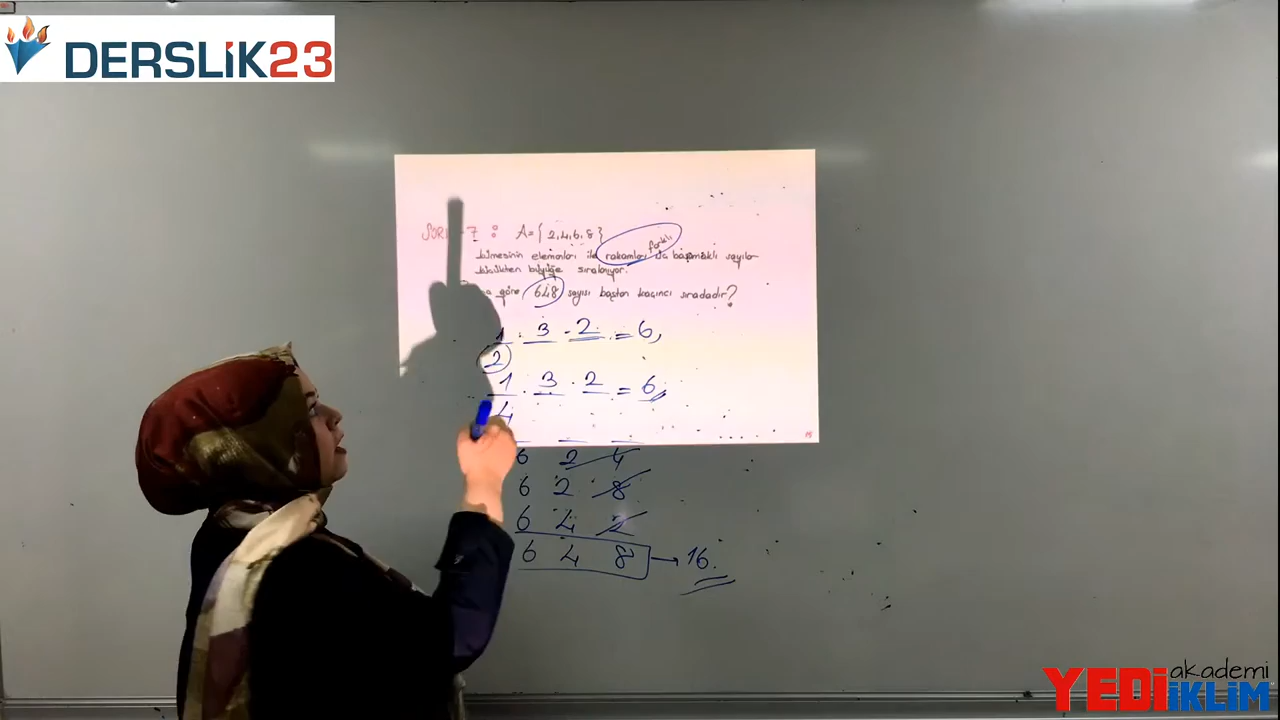 DERSLİK23
SORU-7 : A={2,4,6,8}
farklı
kümesinin elemanları ile rakamları üç basamaklı sayılar
küçükten büyüğe sıralanıyor.
göre, 648 sayısı baştan kaçıncı sıradadır?
1 · 3 · 2 = 6
2
1 · 3 · 2 = 6
4
6 2 4
6 2 8
6 4 2
6 4 8 → 16.
YEDİ İKLİM akademi